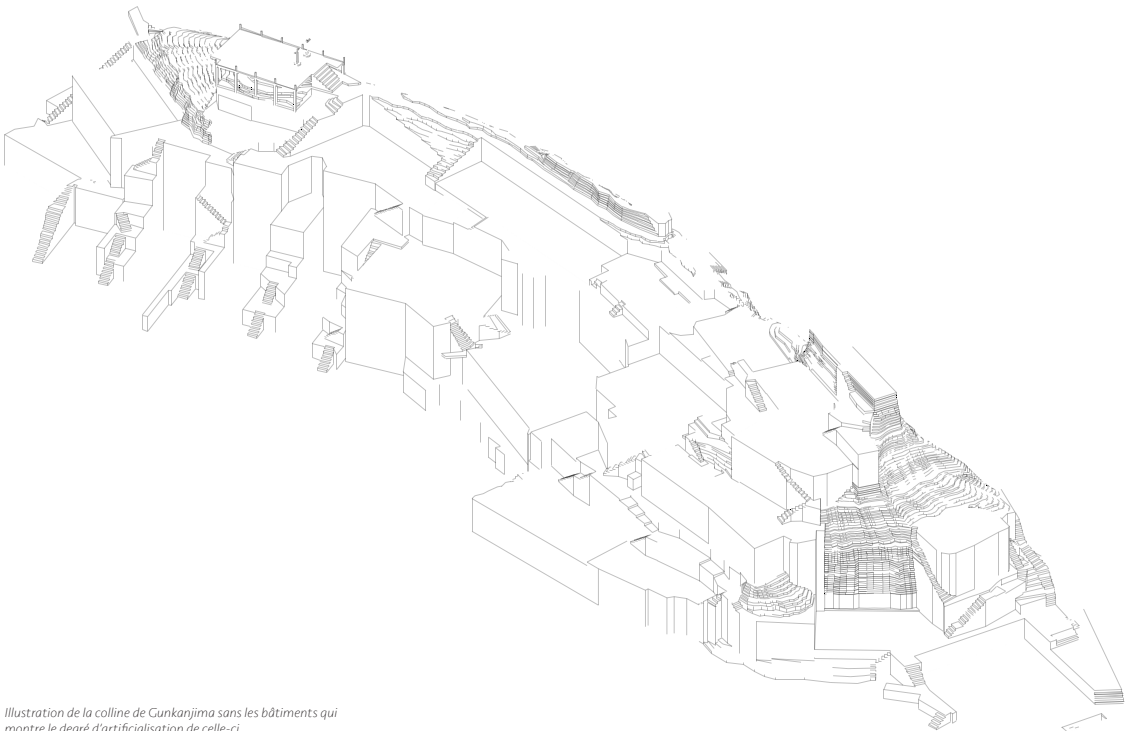 Illustration de la colline de Gunkanjima sans les bâtiments qui
montre le degré d'artificialisation de celle-ci